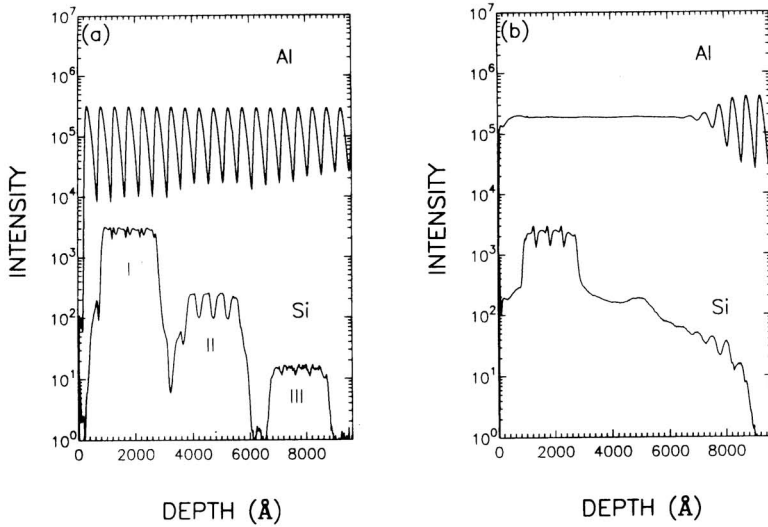 (a)
Al
Si
I
II
III
INTENSITY
10⁷
10⁶
10⁵
10⁴
10³
10²
10¹
10⁰
0 2000 4000 6000 8000
DEPTH (Å)
(b)
Al
Si
INTENSITY
10⁷
10⁶
10⁵
10⁴
10³
10²
10¹
10⁰
0 2000 4000 6000 8000
DEPTH (Å)